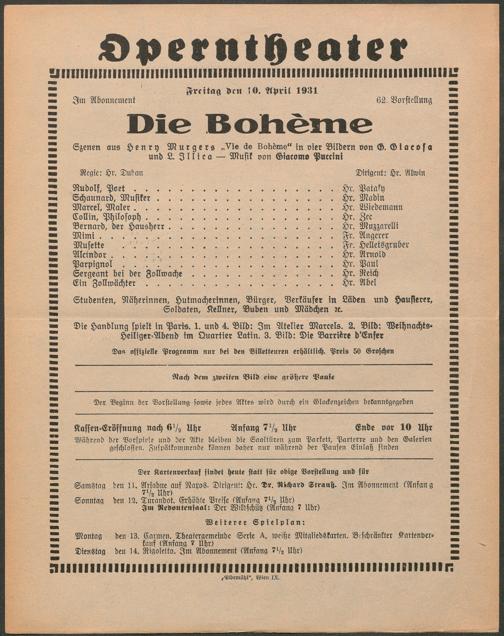 Operntheater
Freitag den 10. April 1931
Im Abonnement 62. Vorstellung
Die Bohème
Szenen aus Henry Murgers „Vie de Bohème“ in vier Bildern von G. Giacosa
und L. Illica — Musik von Giacomo Puccini
Regie: Hr. Duhan Dirigent: Hr. Alwin
Rudolf, Poet . . . . . . . . . . Hr. Pataky
Schaunard, Musiker . . . . . . . . . . Hr. Madin
Marcel, Maler . . . . . . . . . . Hr. Wiedemann
Collin, Philosoph . . . . . . . . . . Hr. Zec
Bernard, der Hausherr . . . . . . . . . . Hr. Muzzarelli
Mimi . . . . . . . . . . Fr. Angerer
Musette . . . . . . . . . . Fr. Helletsgruber
Alcindor . . . . . . . . . . Hr. Arnold
Parpignol . . . . . . . . . . Hr. Paul
Sergeant bei der Zollwache . . . . . . . . . . Hr. Reich
Ein Zollwächter . . . . . . . . . . Hr. Abel
Studenten, Näherinnen, Hutmacherinnen, Bürger, Verkäufer in Läden und Hausierer,
Soldaten, Kellner, Buben und Mädchen ꝛc.
Die Handlung spielt in Paris. 1. und 4. Bild: Im Atelier Marcels. 2. Bild: Weihnachts-
Heiliger-Abend im Quartier Latin. 3. Bild: Die Barrière d'Enfer
Das offizielle Programm nur bei den Billetteuren erhältlich. Preis 50 Groschen
Nach dem zweiten Bild eine größere Pause
Der Beginn der Vorstellung sowie jedes Aktes wird durch ein Glockenzeichen bekanntgegeben
Kassen-Eröffnung nach 6½ Uhr Anfang 7½ Uhr Ende vor 10 Uhr
Während der Vorspiele und der Akte bleiben die Saaltüren zum Parkett, Parterre und den Galerien
geschlossen. Zuspätkommende können daher nur während der Pausen Einlaß finden
Der Kartenverkauf findet heute statt für obige Vorstellung und für
Samstag den 11. Ariadne auf Naxos. Dirigent: Hr. Dr. Richard Strauß. Im Abonnement (Anfang
7½ Uhr)
Sonntag den 12. Turandot. Erhöhte Preise (Anfang 7½ Uhr)
Im Redoutensaal: Der Wildschütz (Anfang 7 Uhr)
Weiterer Spielplan:
Montag den 13. Carmen. Theatergemeinde Serie A, weiße Mitgliedskarten. Beschränkter Kartenver-
kauf (Anfang 7 Uhr)
Dienstag den 14. Rigoletto. Im Abonnement (Anfang 7½ Uhr)
„Elbemühl“, Wien IX.